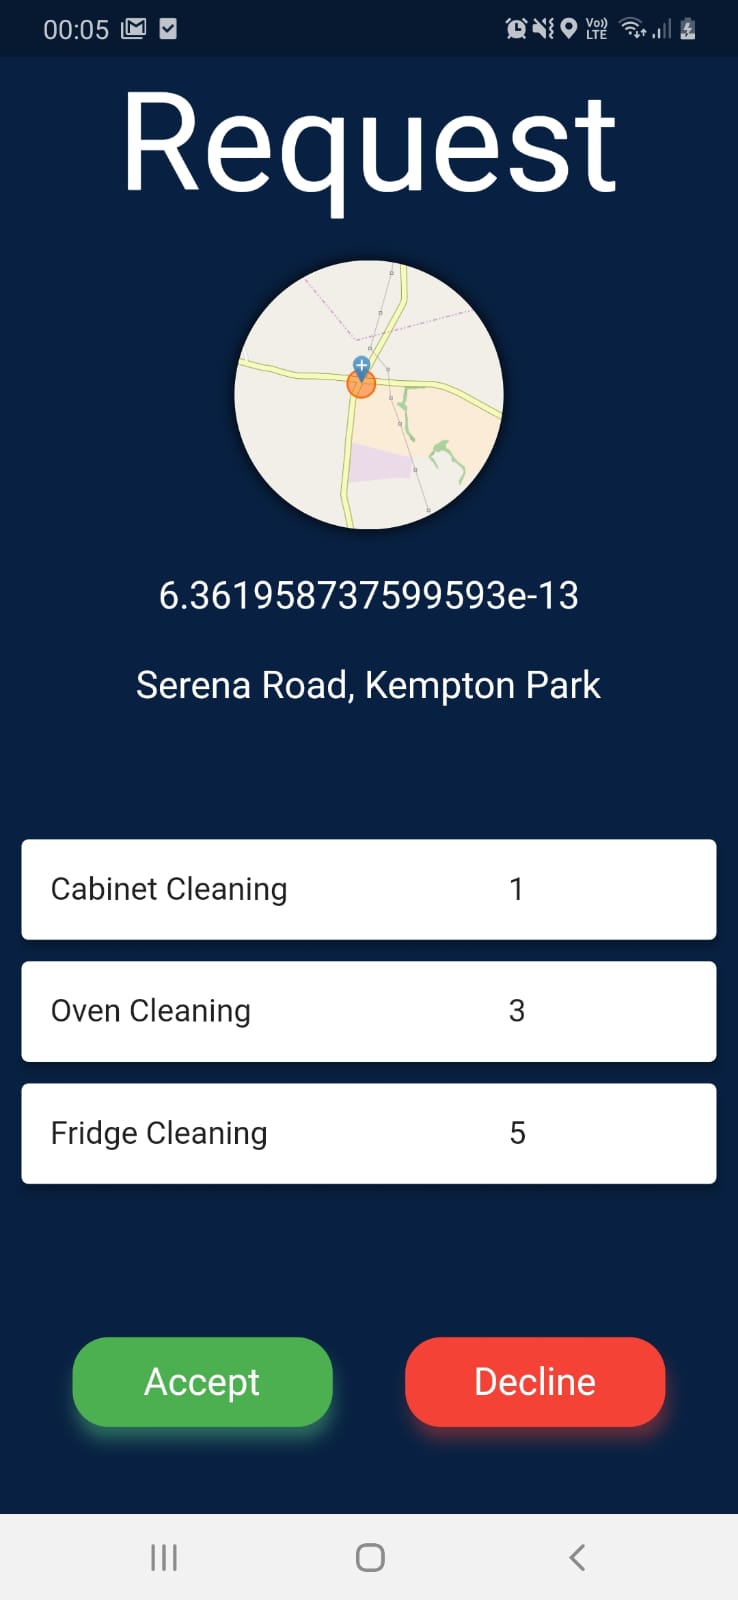 00:05
Vo))
LTE
Request
6.361958737599593e-13
Serena Road, Kempton Park
Cabinet Cleaning 1
Oven Cleaning 3
Fridge Cleaning 5
Accept Decline